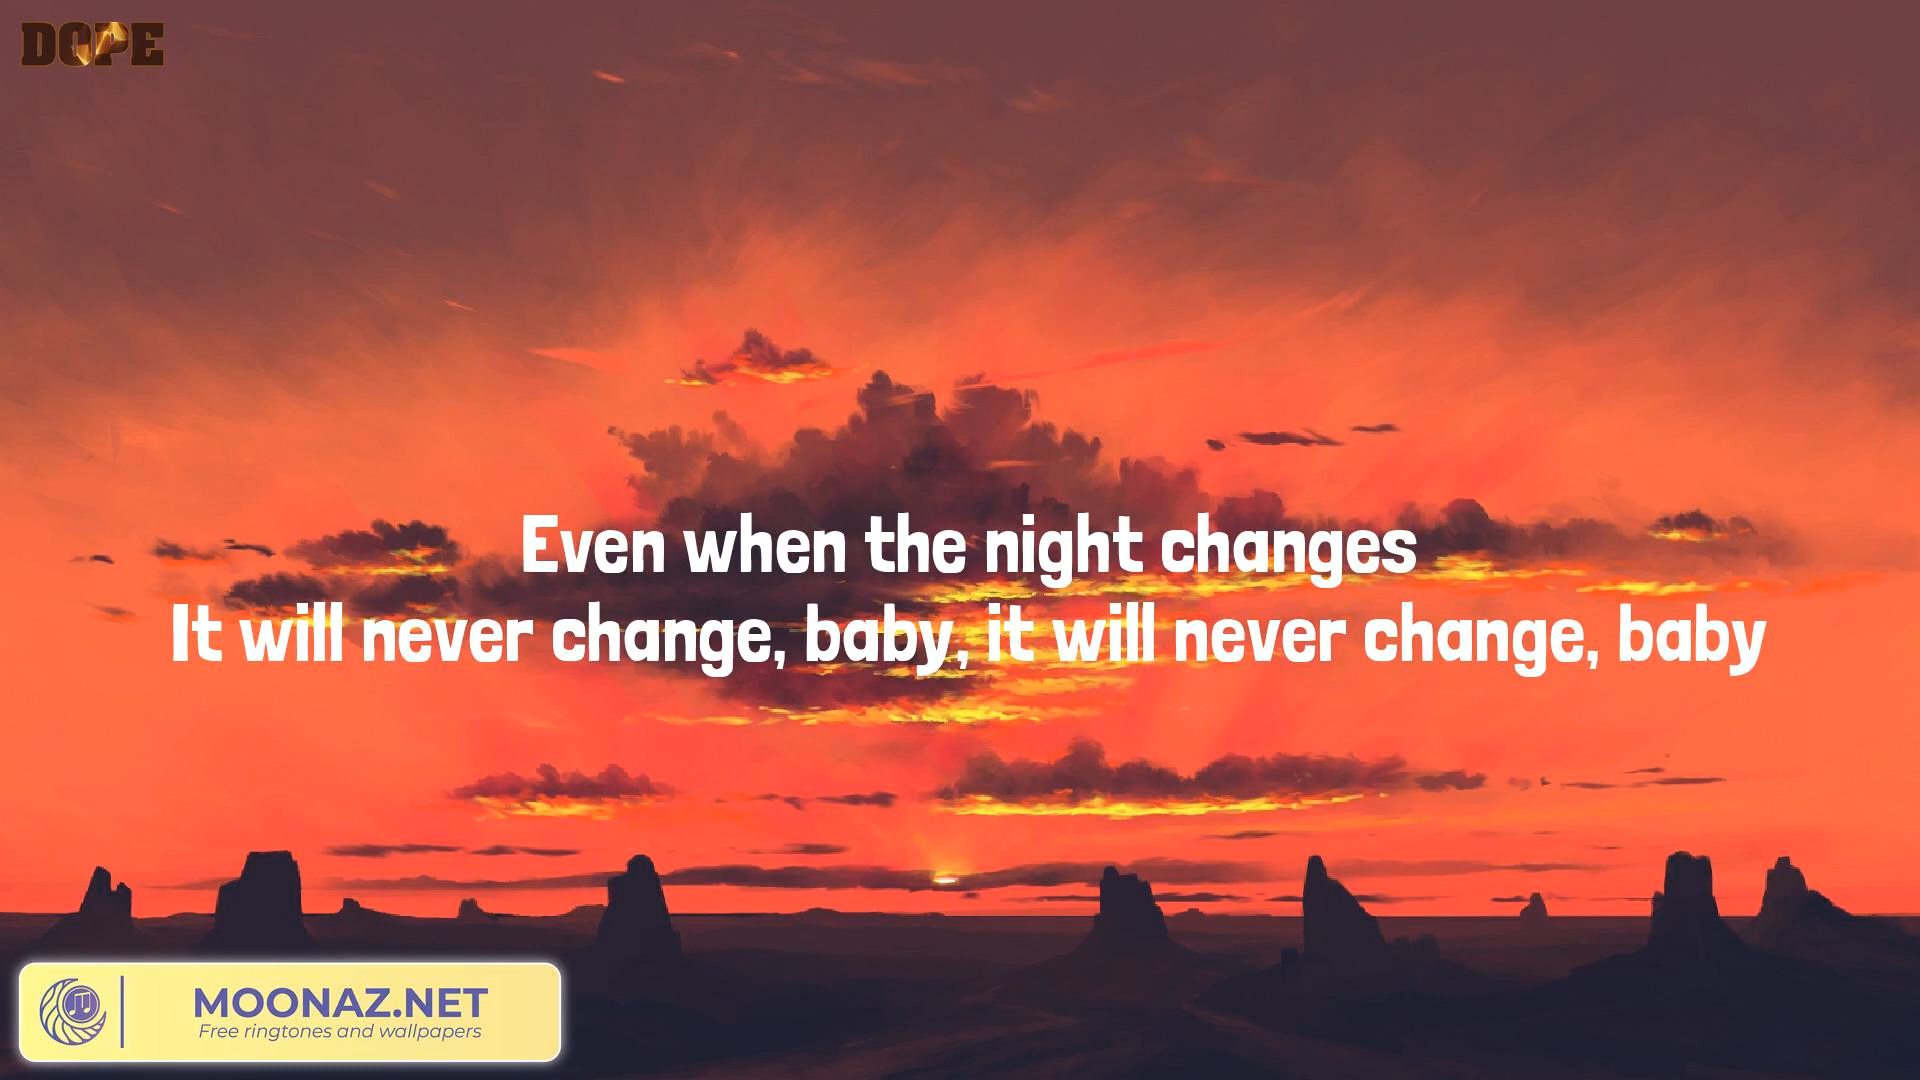 DOPE
Even when the night changes
It will never change, baby, it will never change, baby
MOONAZ.NET
Free ringtones and wallpapers